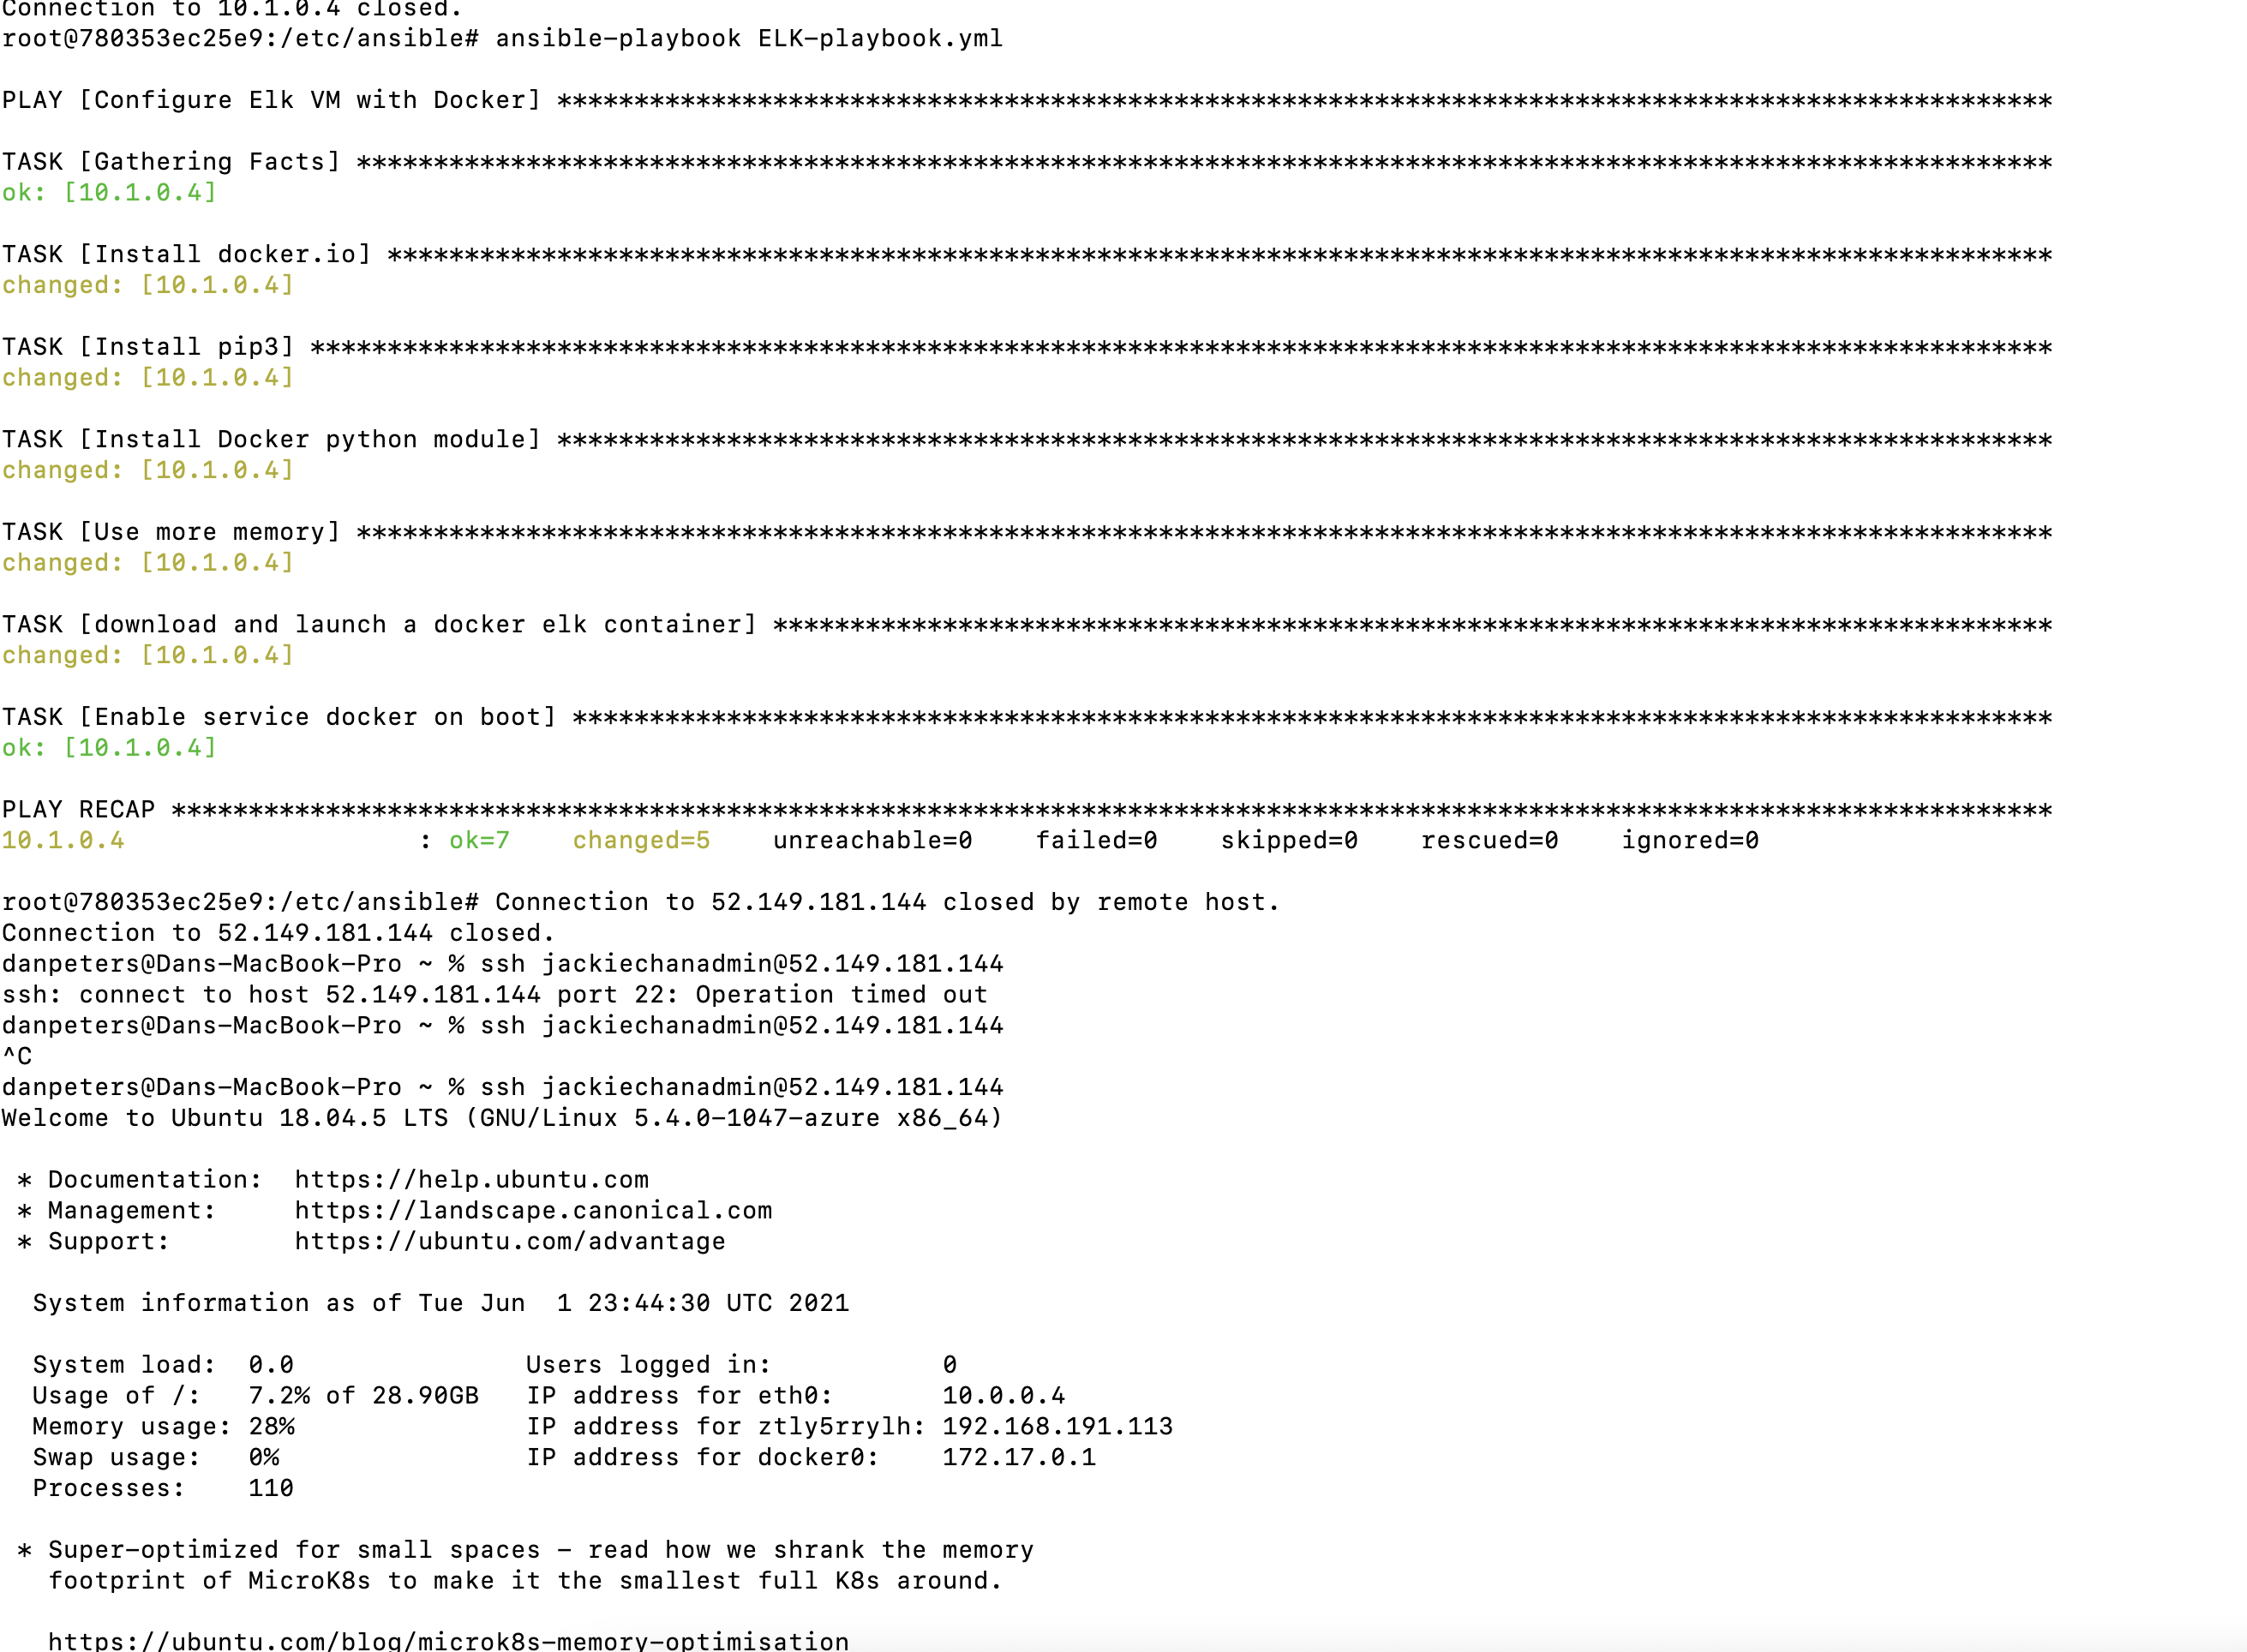 Connection to 10.1.0.4 closed.
root@780353ec25e9:/etc/ansible# ansible-playbook ELK-playbook.yml
PLAY [Configure Elk VM with Docker] *************************************************************************************************
TASK [Gathering Facts] **************************************************************************************************************
ok: [10.1.0.4]
TASK [Install docker.io] ************************************************************************************************************
changed: [10.1.0.4]
TASK [Install pip3] *****************************************************************************************************************
changed: [10.1.0.4]
TASK [Install Docker python module] *************************************************************************************************
changed: [10.1.0.4]
TASK [Use more memory] **************************************************************************************************************
changed: [10.1.0.4]
TASK [download and launch a docker elk container] ***********************************************************************************
changed: [10.1.0.4]
TASK [Enable service docker on boot] ************************************************************************************************
ok: [10.1.0.4]
PLAY RECAP **************************************************************************************************************************
10.1.0.4                   : ok=7    changed=5    unreachable=0    failed=0    skipped=0    rescued=0    ignored=0
root@780353ec25e9:/etc/ansible# Connection to 52.149.181.144 closed by remote host.
Connection to 52.149.181.144 closed.
danpeters@Dans-MacBook-Pro ~ % ssh jackiechanadmin@52.149.181.144
ssh: connect to host 52.149.181.144 port 22: Operation timed out
danpeters@Dans-MacBook-Pro ~ % ssh jackiechanadmin@52.149.181.144
^C
danpeters@Dans-MacBook-Pro ~ % ssh jackiechanadmin@52.149.181.144
Welcome to Ubuntu 18.04.5 LTS (GNU/Linux 5.4.0-1047-azure x86_64)
 * Documentation:  https://help.ubuntu.com
 * Management:     https://landscape.canonical.com
 * Support:        https://ubuntu.com/advantage
  System information as of Tue Jun  1 23:44:30 UTC 2021
  System load:  0.0               Users logged in:           0
  Usage of /:   7.2% of 28.90GB   IP address for eth0:       10.0.0.4
  Memory usage: 28%               IP address for ztly5rrylh: 192.168.191.113
  Swap usage:   0%                IP address for docker0:    172.17.0.1
  Processes:    110
 * Super-optimized for small spaces - read how we shrank the memory
   footprint of MicroK8s to make it the smallest full K8s around.
   https://ubuntu.com/blog/microk8s-memory-optimisation